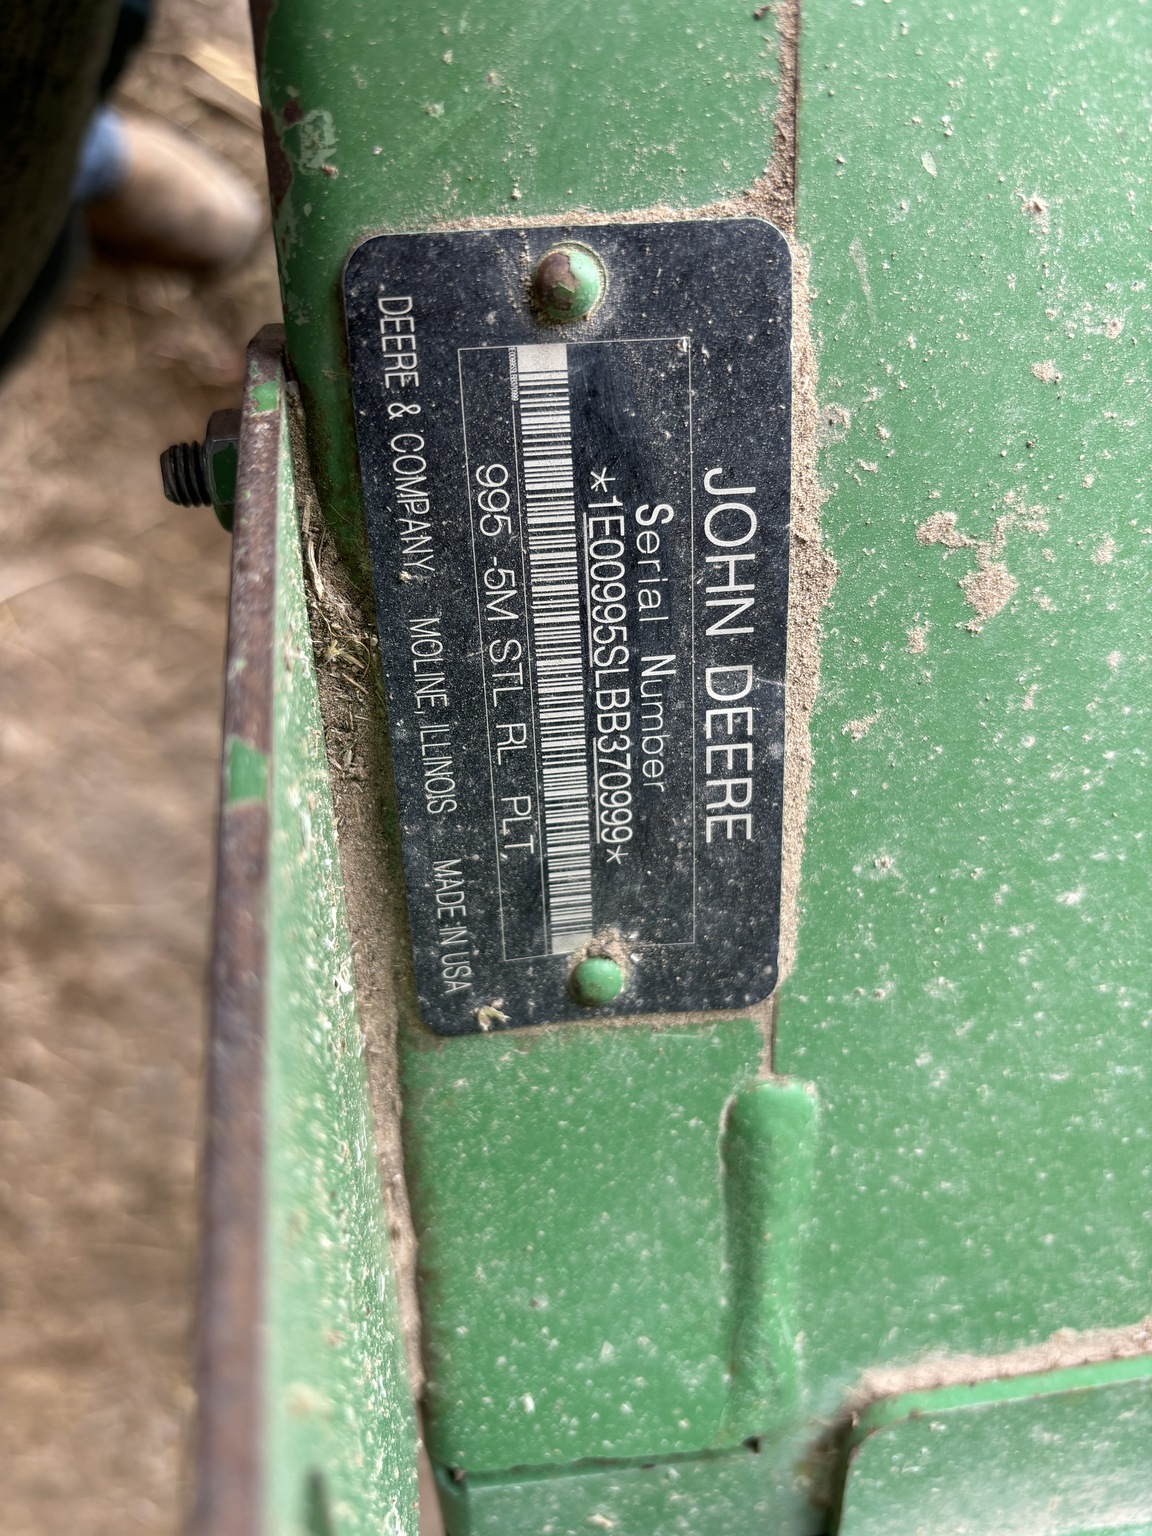 JOHN DEERE
Serial Number
*1E00995SLBB370999*
995 -5M STL RL PLT,
DEERE & COMPANY MOLINE, ILLINOIS MADE IN USA